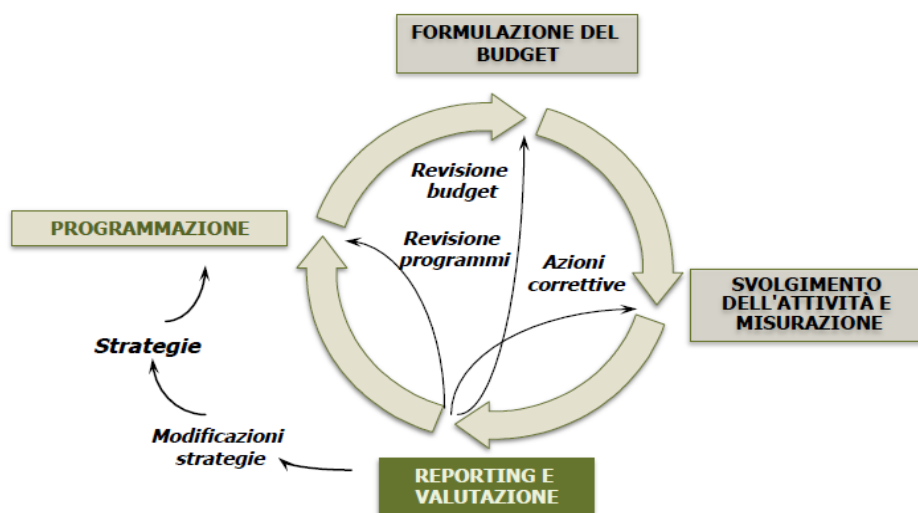 FORMULAZIONE DEL
BUDGET
Revisione
budget
PROGRAMMAZIONE
Revisione
programmi
Azioni
correttive
SVOLGIMENTO
DELL'ATTIVITÀ E
MISURAZIONE
Strategie
Modificazioni
strategie
REPORTING E
VALUTAZIONE